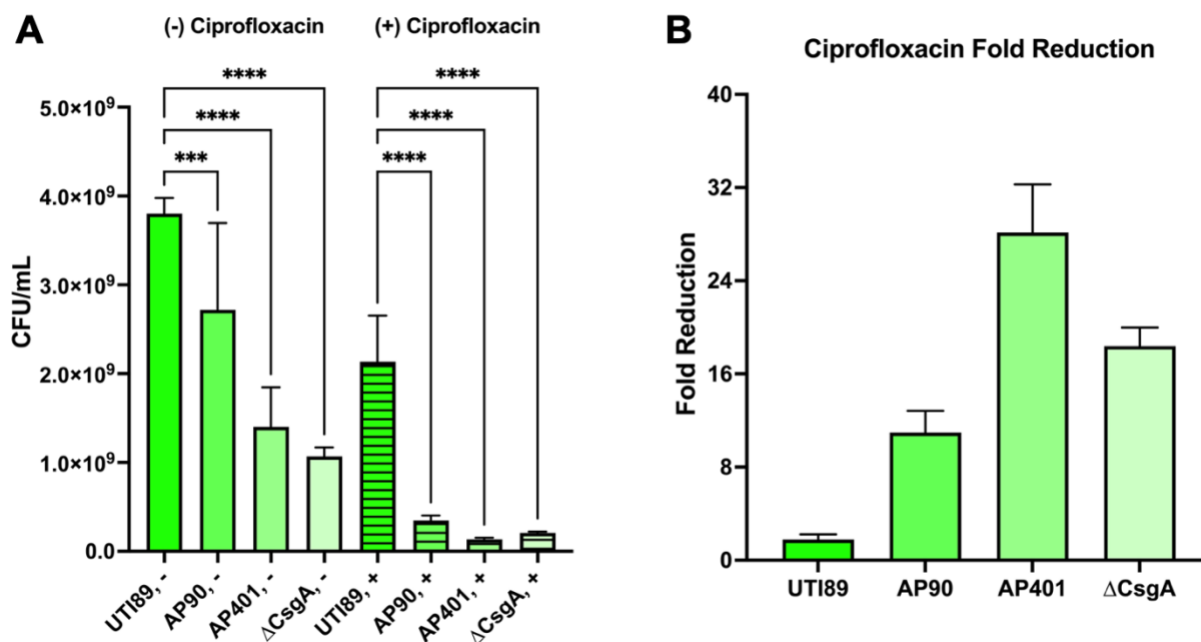 A
(-) Ciprofloxacin
(+) Ciprofloxacin
****
****
****
****
***
****
5.0×10⁹
4.0×10⁹
3.0×10⁹
2.0×10⁹
1.0×10⁹
0.0
CFU/mL
UTI89, -
AP90, -
AP401, -
ΔCsgA, -
UTI89, +
AP90, +
AP401, +
ΔCsgA, +
B
Ciprofloxacin Fold Reduction
40
32
24
16
8
0
Fold Reduction
UTI89
AP90
AP401
ΔCsgA